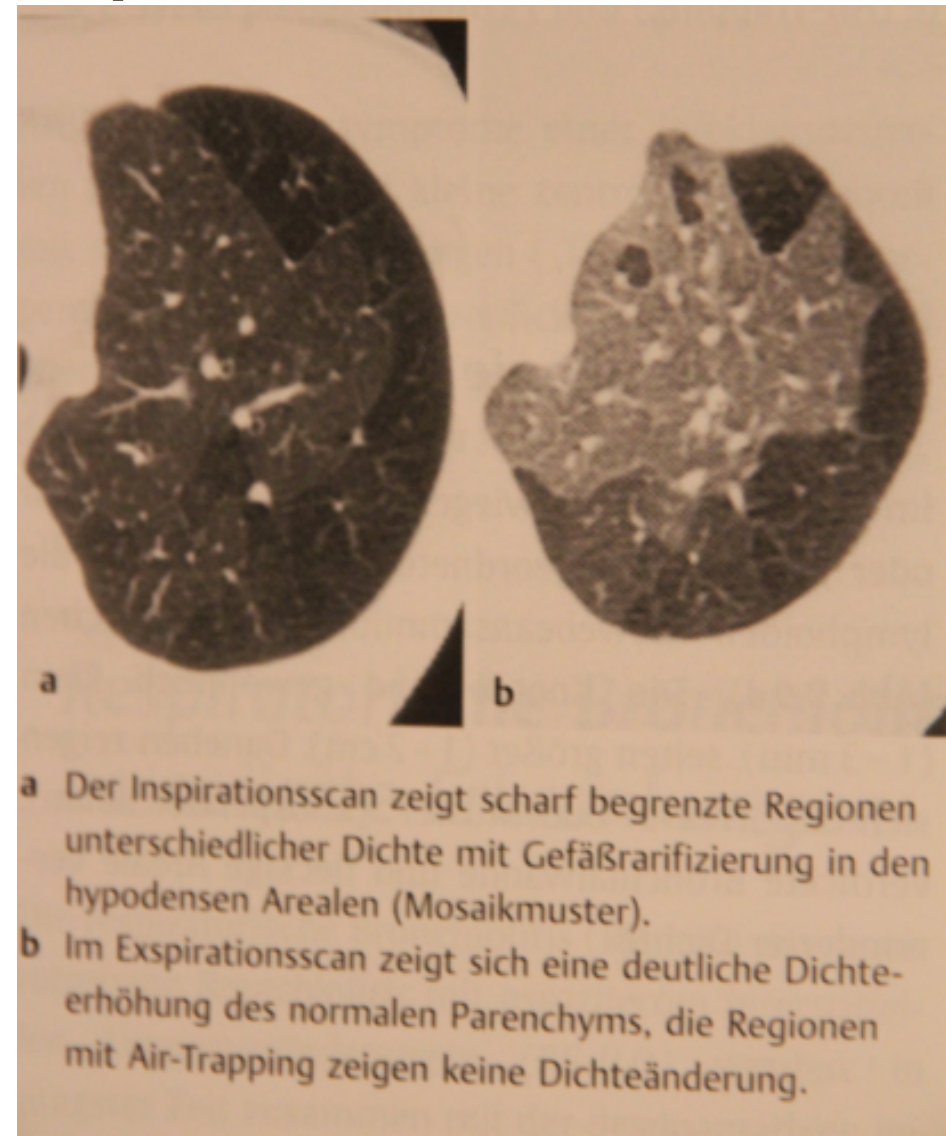 a
b
a Der Inspirationsscan zeigt scharf begrenzte Regionen
unterschiedlicher Dichte mit Gefäßrarifizierung in den
hypodensen Arealen (Mosaikmuster).
b Im Exspirationsscan zeigt sich eine deutliche Dichte-
erhöhung des normalen Parenchyms, die Regionen
mit Air-Trapping zeigen keine Dichteänderung.